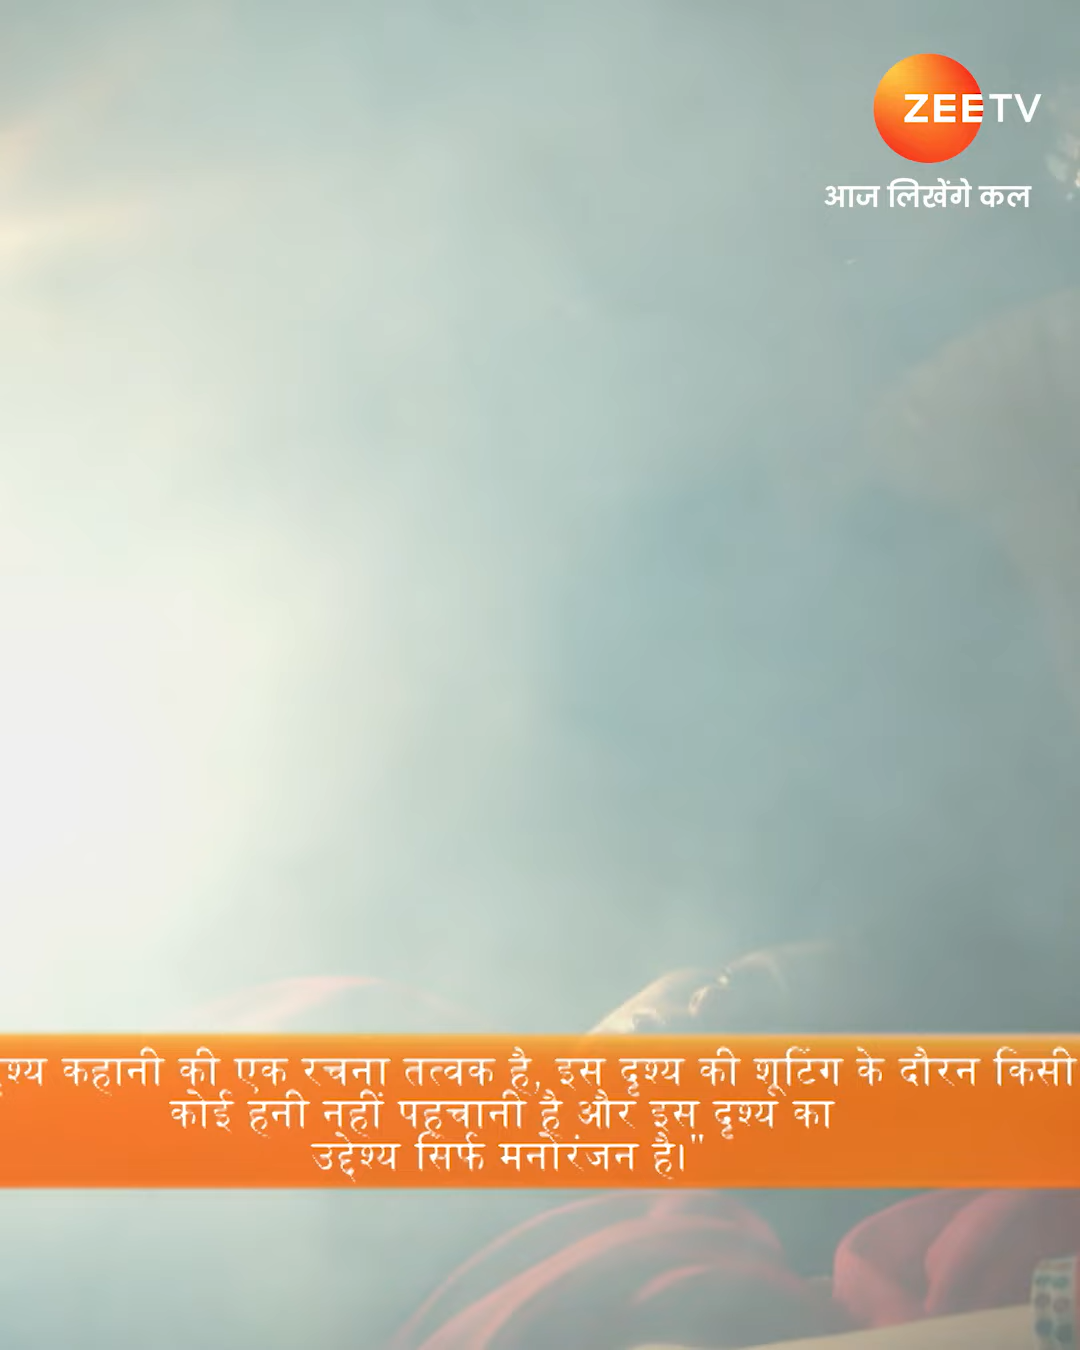 ZEETV
आज लिखेंगे कल
कहानी की एक रचना तत्वक है, इस दृश्य की शूटिंग के दौरन किसी
कोई हनी नहीं पहचानी है और इस दृश्य का
उद्देश्य सिर्फ मनोरंजन है।"